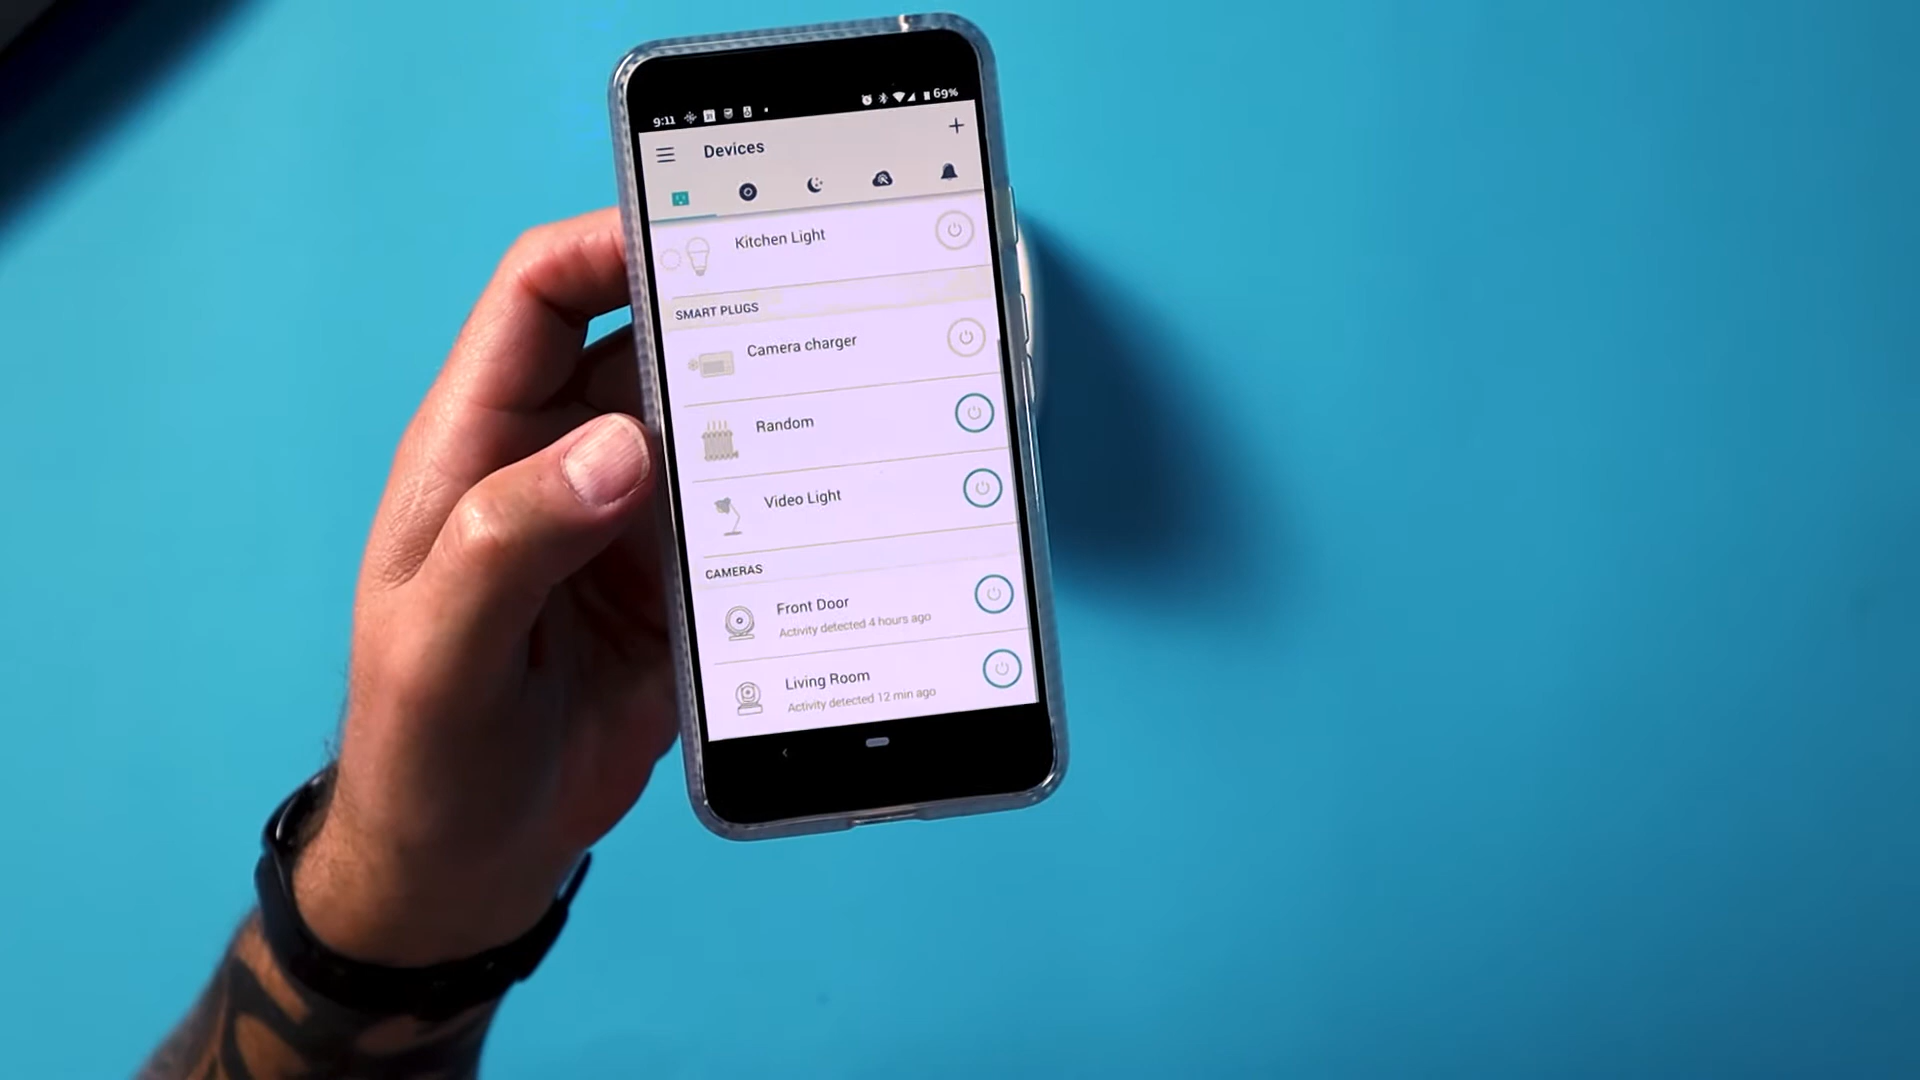 9:11
69%
Devices
Kitchen Light
SMART PLUGS
Camera charger
Random
Video Light
CAMERAS
Front Door
Activity detected 4 hours ago
Living Room
Activity detected 12 min ago